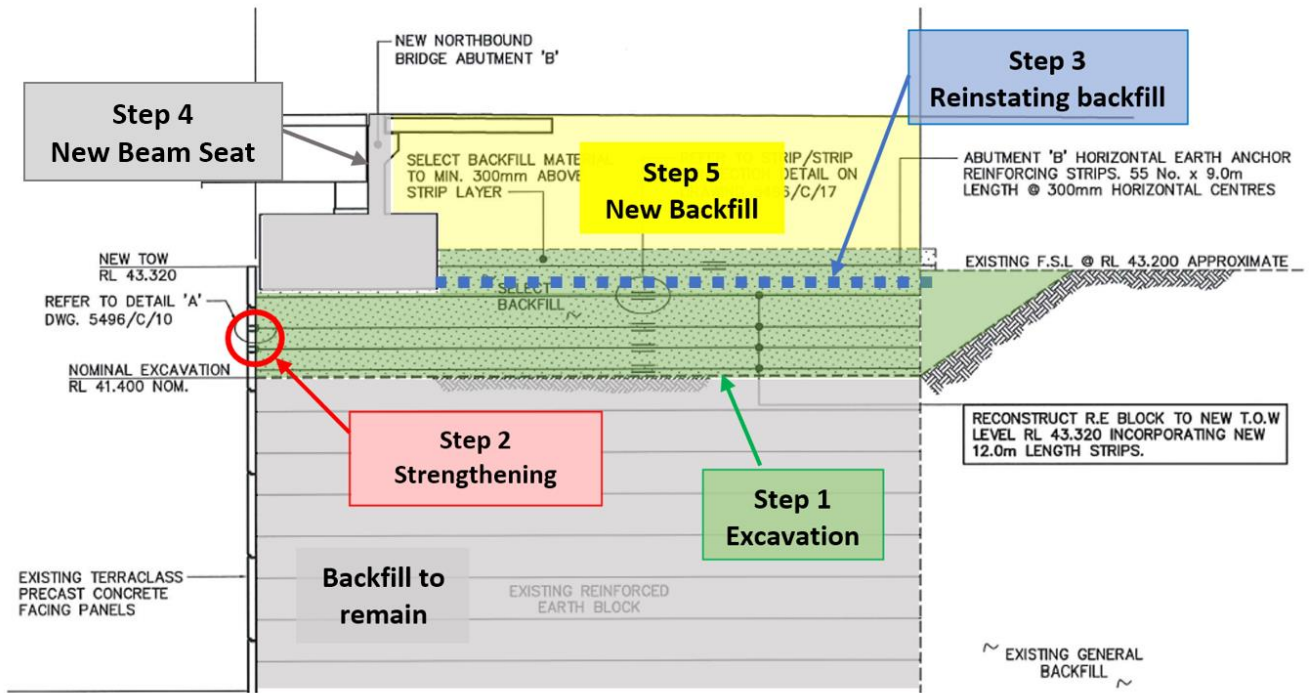 NEW NORTHBOUND
BRIDGE ABUTMENT 'B'
Step 3
Reinstating backfill
Step 4
New Beam Seat
SELECT BACKFILL MATERIAL
TO MIN. 300mm ABOVE
STRIP LAYER
STRIP/STRIP
DETAIL ON
/C/17
Step 5
New Backfill
ABUTMENT 'B' HORIZONTAL EARTH ANCHOR
REINFORCING STRIPS. 55 No. x 9.0m
LENGTH @ 300mm HORIZONTAL CENTRES
NEW TOW
RL 43.320
EXISTING F.S.L @ RL 43.200 APPROXIMATE
REFER TO DETAIL 'A'
DWG. 5496/C/10
SELECT
BACKFILL
NOMINAL EXCAVATION
RL 41.400 NOM.
Step 2
Strengthening
RECONSTRUCT R.E BLOCK TO NEW T.O.W
LEVEL RL 43.320 INCORPORATING NEW
12.0m LENGTH STRIPS.
Step 1
Excavation
EXISTING TERRACLASS
PRECAST CONCRETE
FACING PANELS
Backfill to
remain
EXISTING REINFORCED
EARTH BLOCK
EXISTING GENERAL
BACKFILL